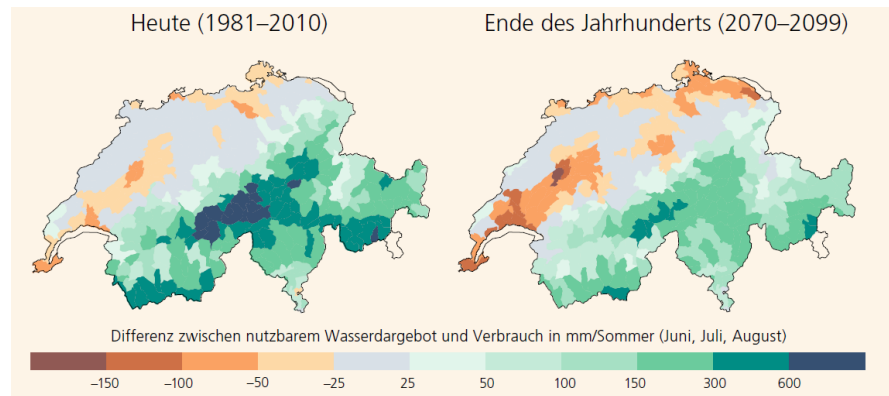 Heute (1981–2010)
Ende des Jahrhunderts (2070–2099)
Differenz zwischen nutzbarem Wasserdargebot und Verbrauch in mm/Sommer (Juni, Juli, August)
–150 –100 –50 –25 25 50 100 150 300 600